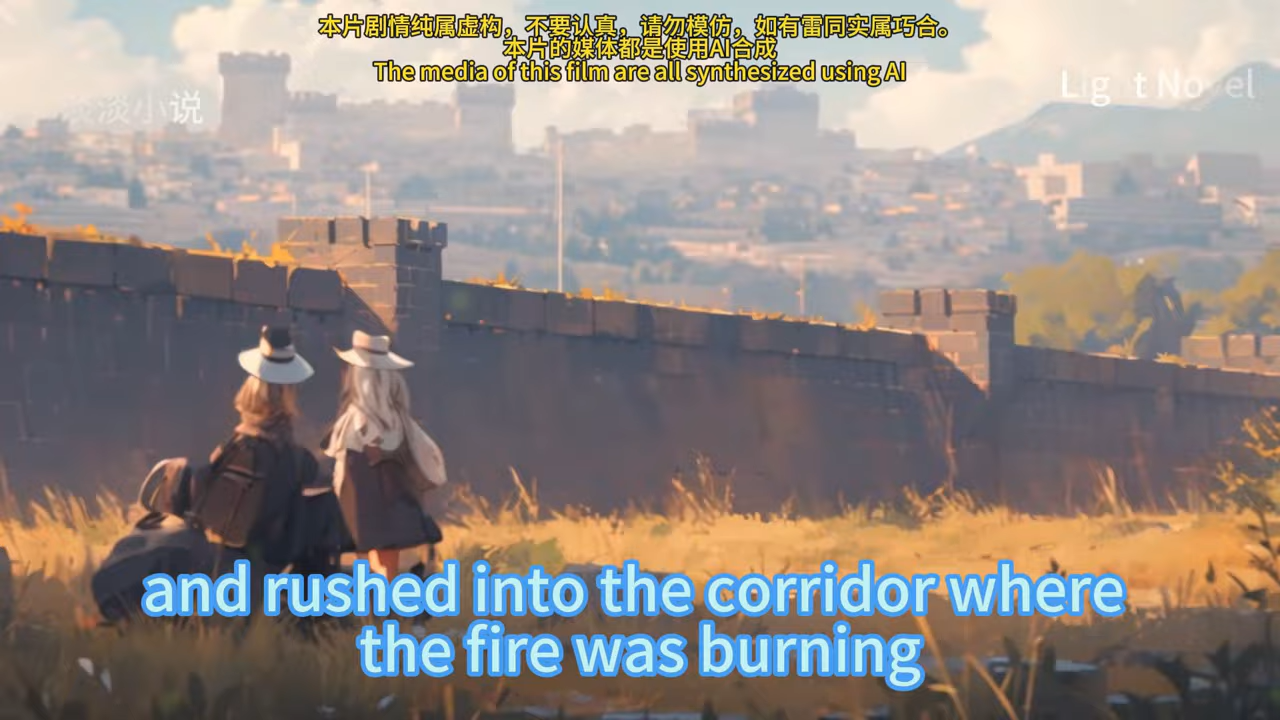 本片剧情纯属虚构，不要认真，请勿模仿，如有雷同实属巧合。
本片的媒体都是使用AI合成
The media of this film are all synthesized using AI
淡淡小说
Light Novel
and rushed into the corridor where
the fire was burning